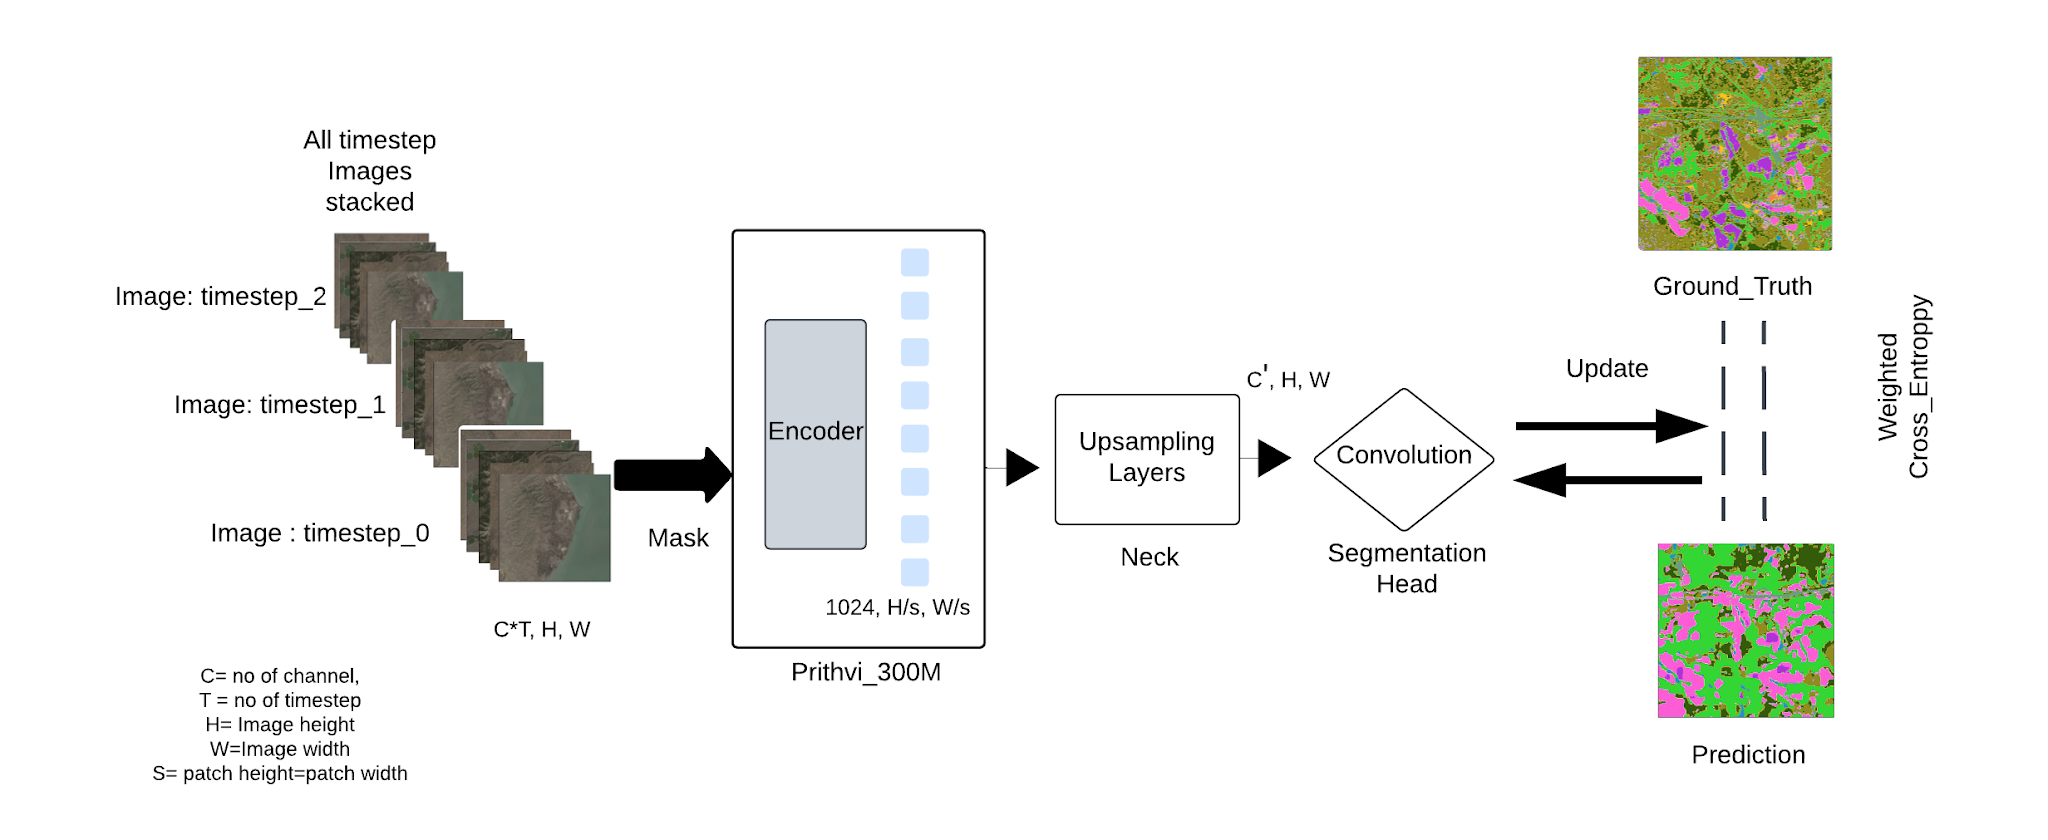 All timestep
Images
stacked
Image: timestep_2
Image: timestep_1
Image : timestep_0
C*T, H, W
C= no of channel,
T = no of timestep
H= Image height
W=Image width
S= patch height=patch width
Mask
Encoder
1024, H/s, W/s
Prithvi_300M
Upsampling
Layers
Neck
C', H, W
Convolution
Segmentation
Head
Update
Ground_Truth
Weighted
Cross_Entroppy
Prediction